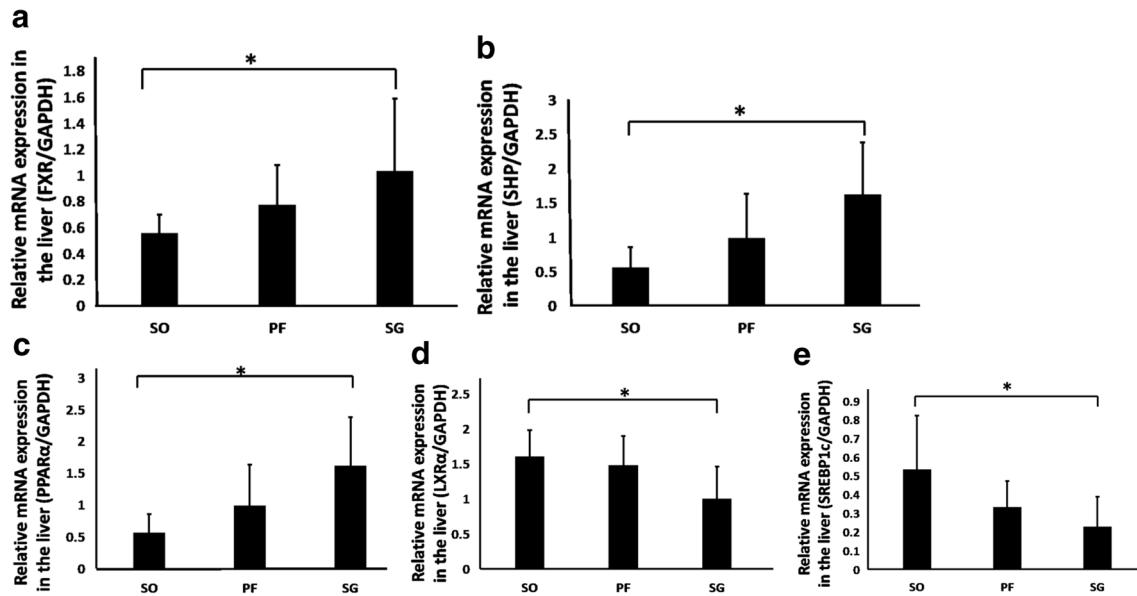 a
Relative mRNA expression in
the liver (FXR/GAPDH)
1.8
1.6
1.4
1.2
1
0.8
0.6
0.4
0.2
0
*
SO PF SG
b
Relative mRNA expression
in the liver (SHP/GAPDH)
3
2.5
2
1.5
1
0.5
0
*
SO PF SG
c
Relative mRNA expression
in the liver (PPARα/GAPDH)
3
2.5
2
1.5
1
0.5
0
*
SO PF SG
d
Relative mRNA expression
in the liver (LXRα/GAPDH)
2.5
2
1.5
1
0.5
0
*
SO PF SG
e
Relative mRNA expression
in the liver (SREBP1c/GAPDH)
0.9
0.8
0.7
0.6
0.5
0.4
0.3
0.2
0.1
0
*
SO PF SG